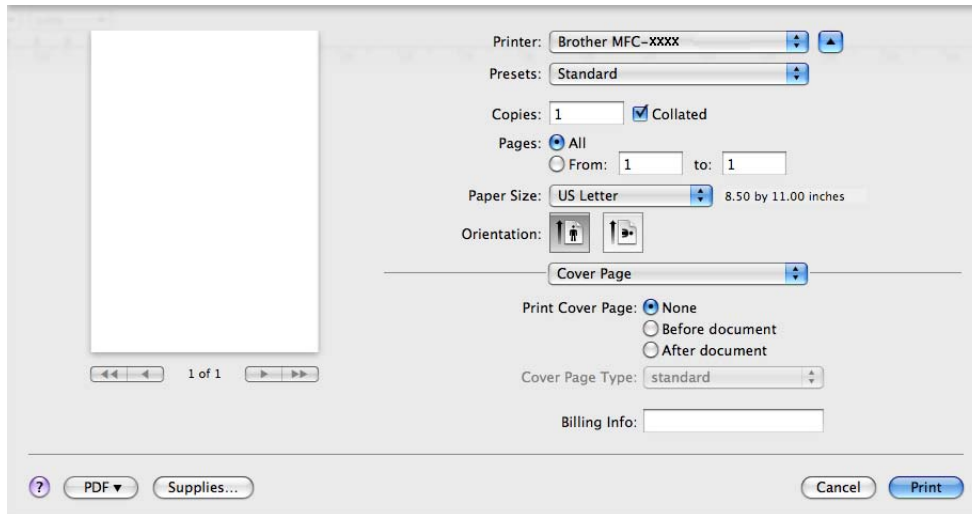 Printer: Brother MFC-XXXX
Presets: Standard
Copies: 1 Collated
Pages: All
From: 1 to: 1
Paper Size: US Letter 8.50 by 11.00 inches
Orientation:
Cover Page
Print Cover Page: None
Before document
After document
1 of 1
Cover Page Type: standard
Billing Info:
? PDF▼ Supplies... Cancel Print